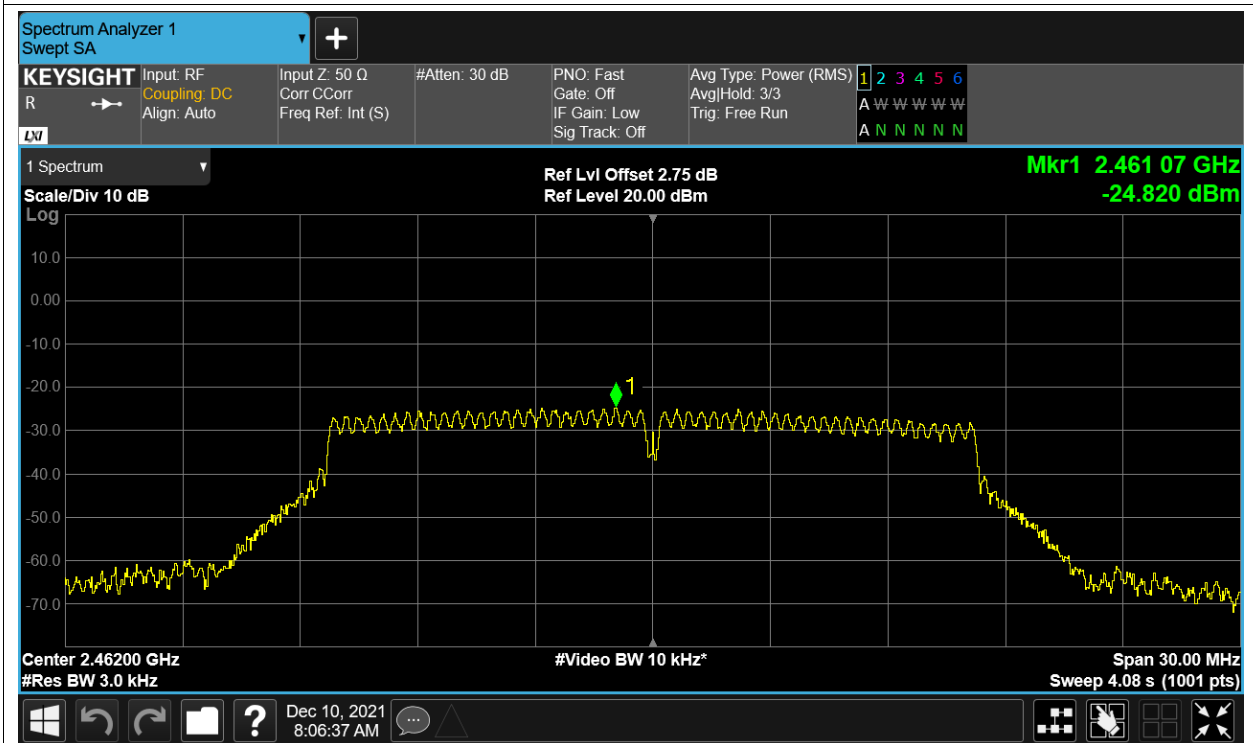 Spectrum Analyzer 1
Swept SA
KEYSIGHT
R
LXI
Input: RF
Coupling: DC
Align: Auto
Input Z: 50 Ω
Corr CCorr
Freq Ref: Int (S)
#Atten: 30 dB
PNO: Fast
Gate: Off
IF Gain: Low
Sig Track: Off
Avg Type: Power (RMS)
Avg|Hold: 3/3
Trig: Free Run
1 2 3 4 5 6
A W W W W W
A N N N N N
1 Spectrum
Scale/Div 10 dB
Ref Lvl Offset 2.75 dB
Ref Level 20.00 dBm
Mkr1 2.461 07 GHz
-24.820 dBm
Log
10.0
0.00
-10.0
-20.0
-30.0
-40.0
-50.0
-60.0
-70.0
1
Center 2.46200 GHz
#Video BW 10 kHz*
Span 30.00 MHz
#Res BW 3.0 kHz
Sweep 4.08 s (1001 pts)
?
Dec 10, 2021
8:06:37 AM